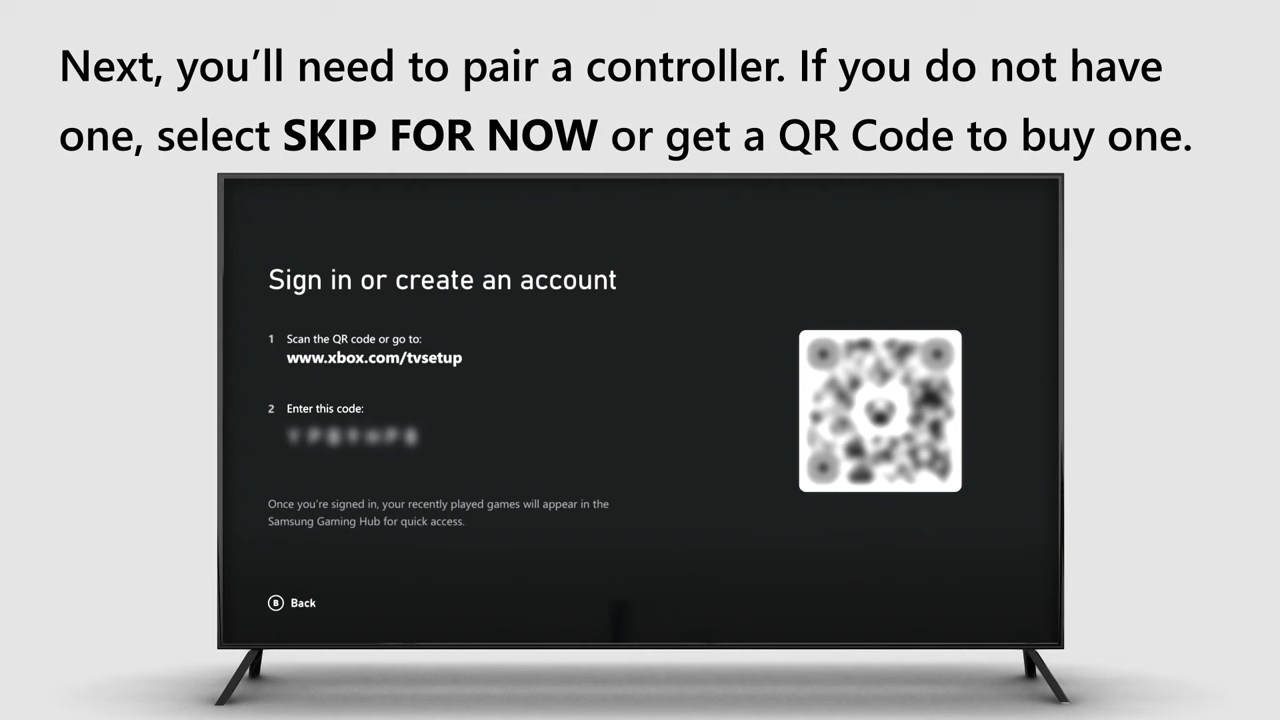 Next, you’ll need to pair a controller. If you do not have
one, select SKIP FOR NOW or get a QR Code to buy one.
Sign in or create an account
1 Scan the QR code or go to:
www.xbox.com/tvsetup
2 Enter this code:
Once you’re signed in, your recently played games will appear in the
Samsung Gaming Hub for quick access.
B Back